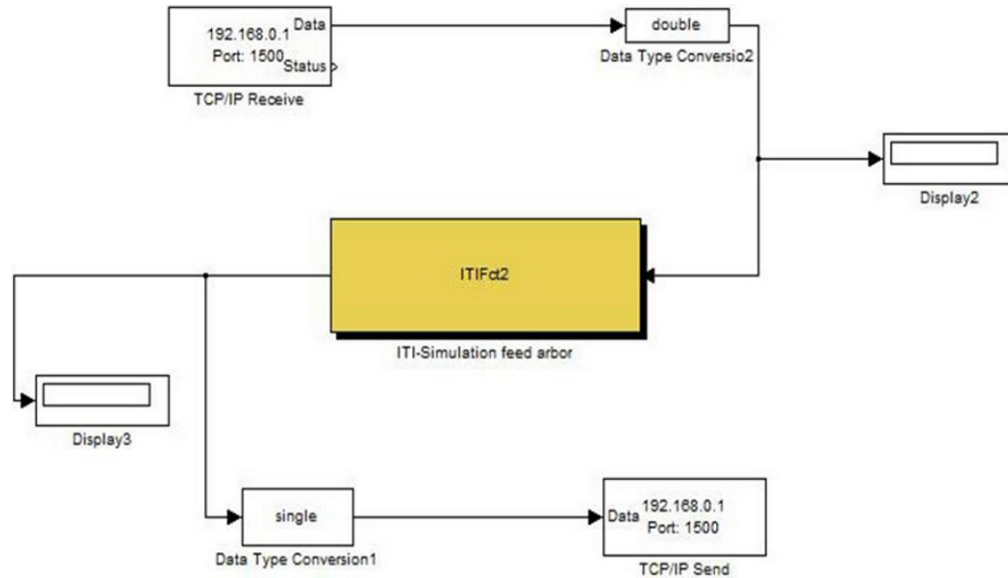 192.168.0.1
Port: 1500
Data
Status
TCP/IP Receive
double
Data Type Conversio2
Display2
ITIFct2
ITI-Simulation feed arbor
Display3
single
Data Type Conversion1
Data
192.168.0.1
Port: 1500
TCP/IP Send